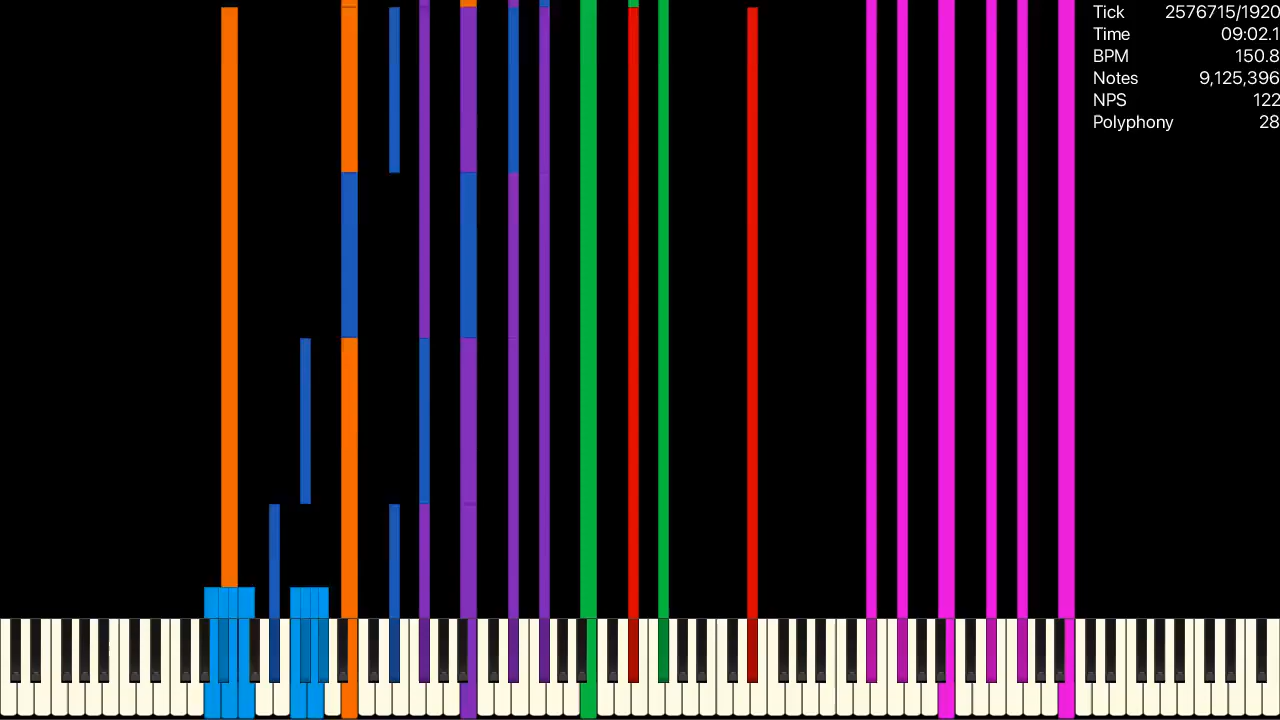 Tick 2576715/1920
Time 09:02.1
BPM 150.8
Notes 9,125,396
NPS 122
Polyphony 28